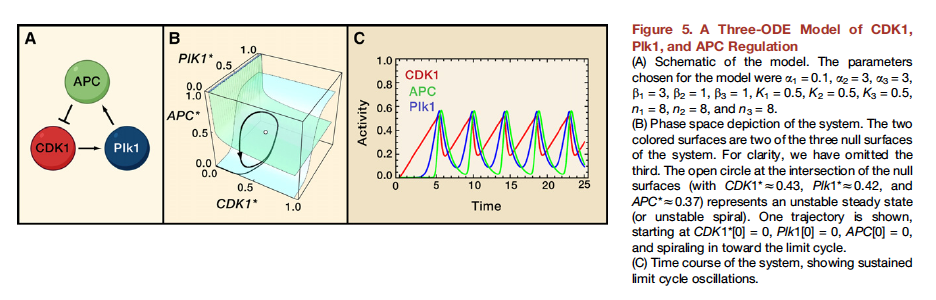 A
APC
CDK1
Plk1
B
PlK1*
1.0
0.5
0.0
1.0
APC*
0.5
0.0
0.0
0.5
CDK1*
1.0
C
1.0
0.8
0.6
0.4
0.2
0.0
Activity
CDK1
APC
Plk1
0
5
10
15
20
25
Time
Figure 5. A Three-ODE Model of CDK1,
Plk1, and APC Regulation
(A) Schematic of the model. The parameters
chosen for the model were α₁ = 0.1, α₂ = 3, α₃ = 3,
β₁ = 3, β₂ = 1, β₃ = 1, K₁ = 0.5, K₂ = 0.5, K₃ = 0.5,
n₁ = 8, n₂ = 8, and n₃ = 8.
(B) Phase space depiction of the system. The two
colored surfaces are two of the three null surfaces
of the system. For clarity, we have omitted the
third. The open circle at the intersection of the null
surfaces (with CDK1*≈0.43, Plk1*≈0.42, and
APC*≈0.37) represents an unstable steady state
(or unstable spiral). One trajectory is shown,
starting at CDK1*[0] = 0, Plk1[0] = 0, APC[0] = 0,
and spiraling in toward the limit cycle.
(C) Time course of the system, showing sustained
limit cycle oscillations.